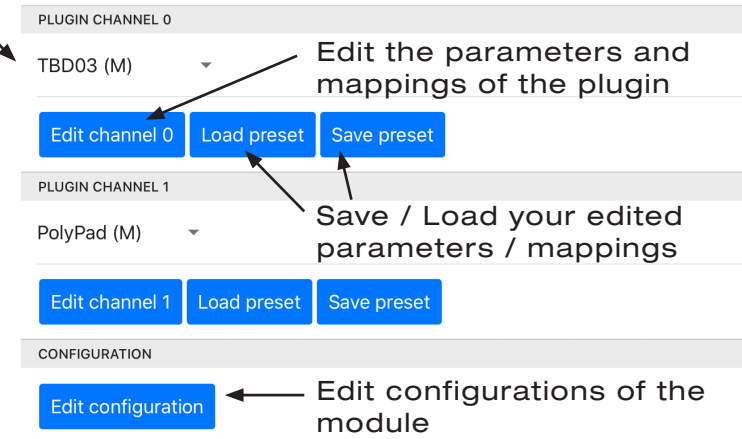 PLUGIN CHANNEL 0
TBD03 (M)
Edit the parameters and
mappings of the plugin
Edit channel 0 Load preset Save preset
PLUGIN CHANNEL 1
PolyPad (M)
Save / Load your edited
parameters / mappings
Edit channel 1 Load preset Save preset
CONFIGURATION
Edit configuration
Edit configurations of the
module